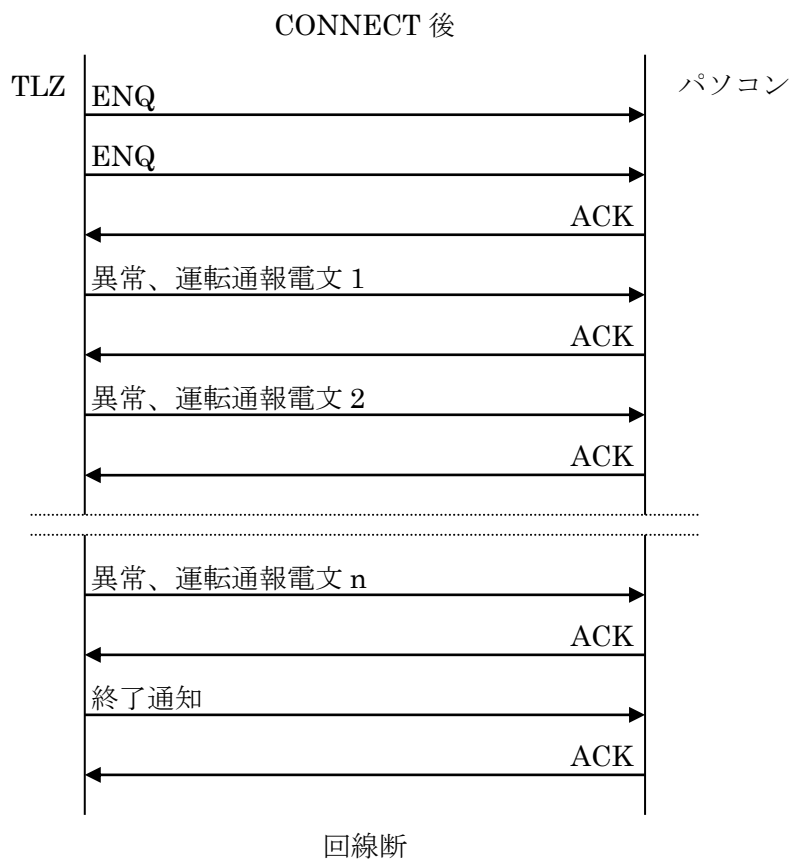 CONNECT 後
TLZ
パソコン
ENQ
ENQ
ACK
異常、運転通報電文 1
ACK
異常、運転通報電文 2
ACK
異常、運転通報電文 n
ACK
終了通知
ACK
回線断